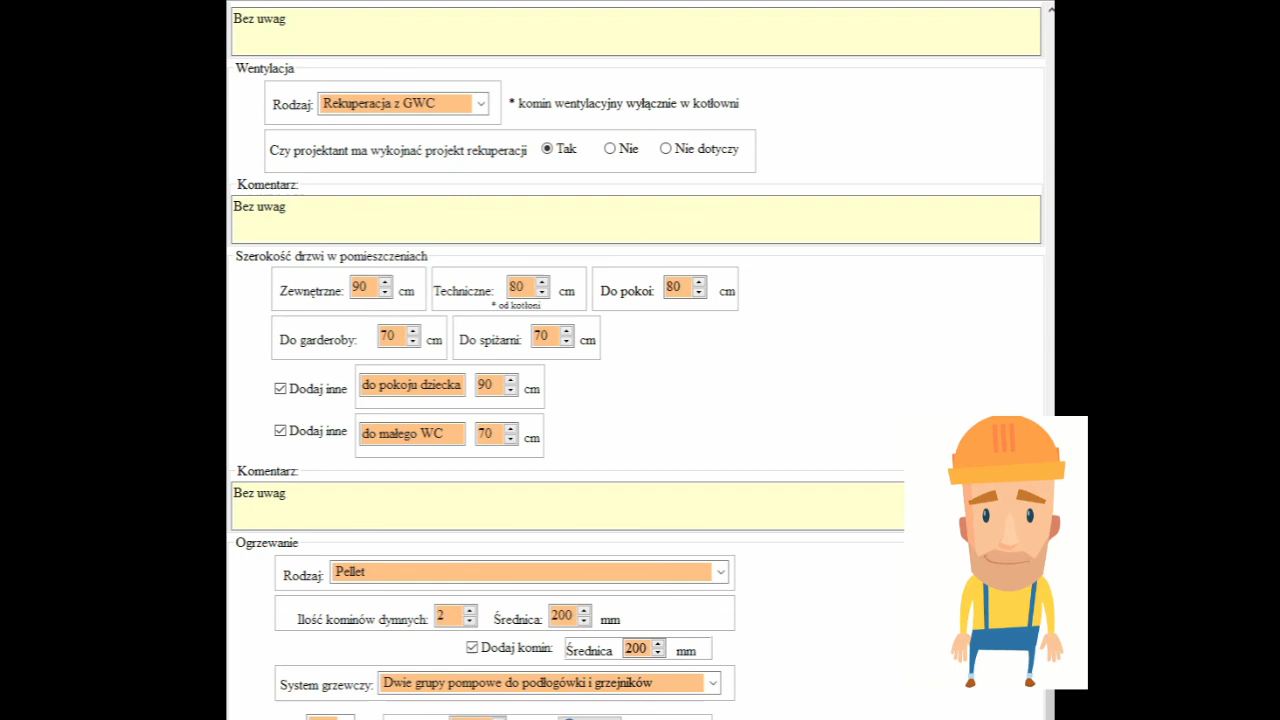 Bez uwag
Wentylacja
Rodzaj: Rekuperacja z GWC * komin wentylacyjny wyłącznie w kotłowni
Czy projektant ma wykojnać projekt rekuperacji Tak Nie Nie dotyczy
Komentarz:
Bez uwag
Szerokość drzwi w pomieszczeniach
Zewnętrzne: 90 cm Techniczne: 80 cm Do pokoi: 80 cm
* od kotłoni
Do garderoby: 70 cm Do spiżarni: 70 cm
Dodaj inne do pokoju dziecka 90 cm
Dodaj inne do małego WC 70 cm
Komentarz:
Bez uwag
Ogrzewanie
Rodzaj: Pellet
Ilość kominów dymnych: 2 Średnica: 200 mm
Dodaj komin: Średnica 200 mm
System grzewczy: Dwie grupy pompowe do podłogówki i grzejników